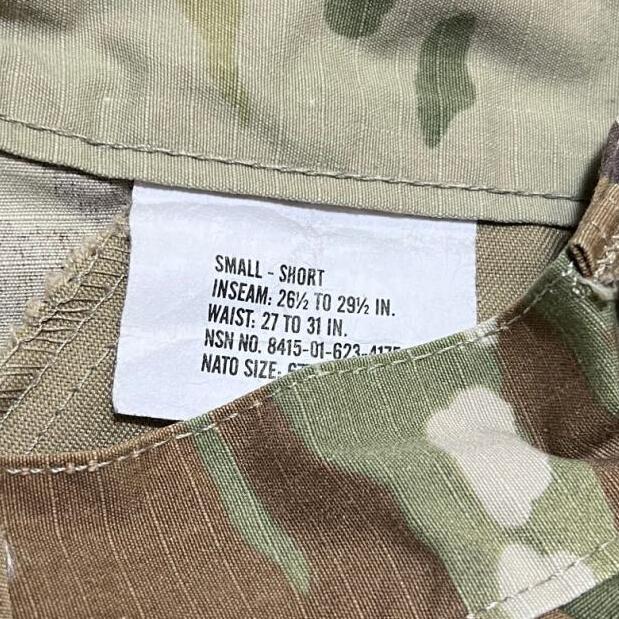 SMALL - SHORT
INSEAM: 26½ TO 29½ IN.
WAIST: 27 TO 31 IN.
NSN NO. 8415-01-623-4175
NATO SIZE: